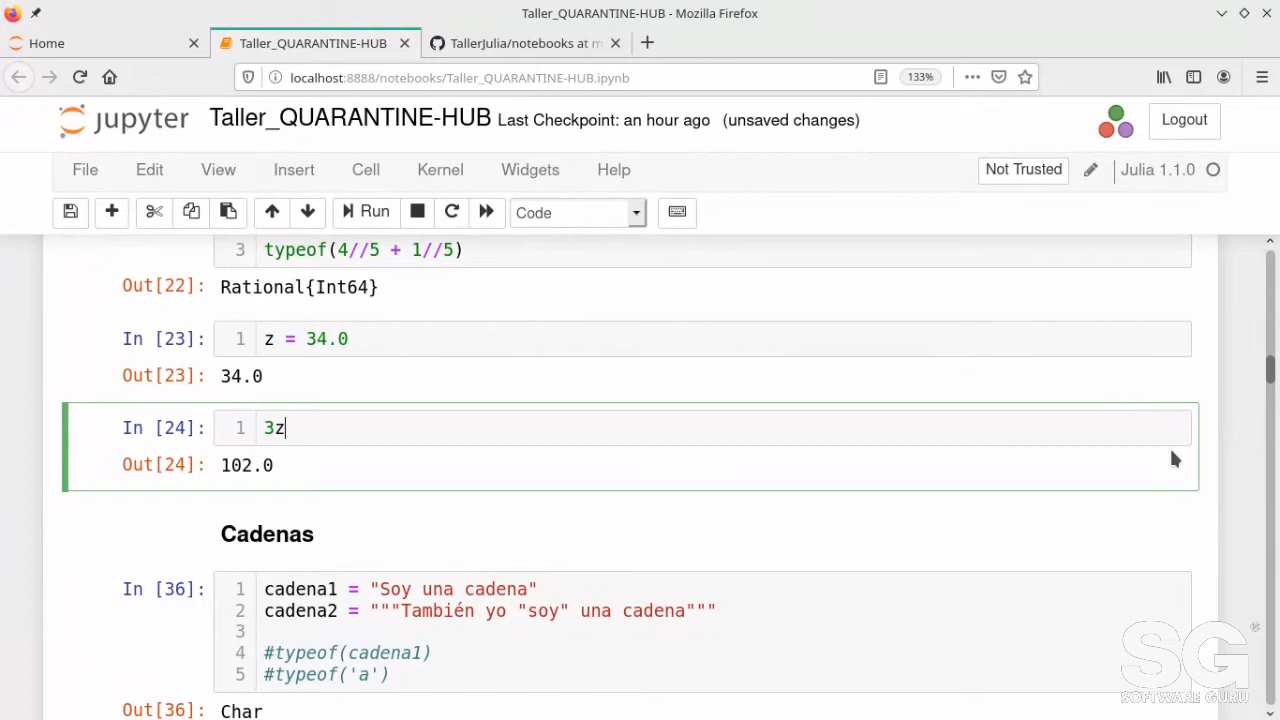 Taller_QUARANTINE-HUB - Mozilla Firefox
Home
Taller_QUARANTINE-HUB
TallerJulia/notebooks at m
localhost:8888/notebooks/Taller_QUARANTINE-HUB.ipynb
133%
jupyter Taller_QUARANTINE-HUB Last Checkpoint: an hour ago (unsaved changes)
Logout
File Edit View Insert Cell Kernel Widgets Help
Not Trusted
Julia 1.1.0
Run
Code
3 typeof(4//5 + 1//5)
Out[22]: Rational{Int64}
In [23]: 1 z = 34.0
Out[23]: 34.0
In [24]: 1 3z
Out[24]: 102.0
Cadenas
In [36]: 1 cadena1 = "Soy una cadena"
2 cadena2 = """También yo "soy" una cadena"""
3
4 #typeof(cadena1)
5 #typeof('a')
Out[36]: Char
SG
SOFTWARE GURU